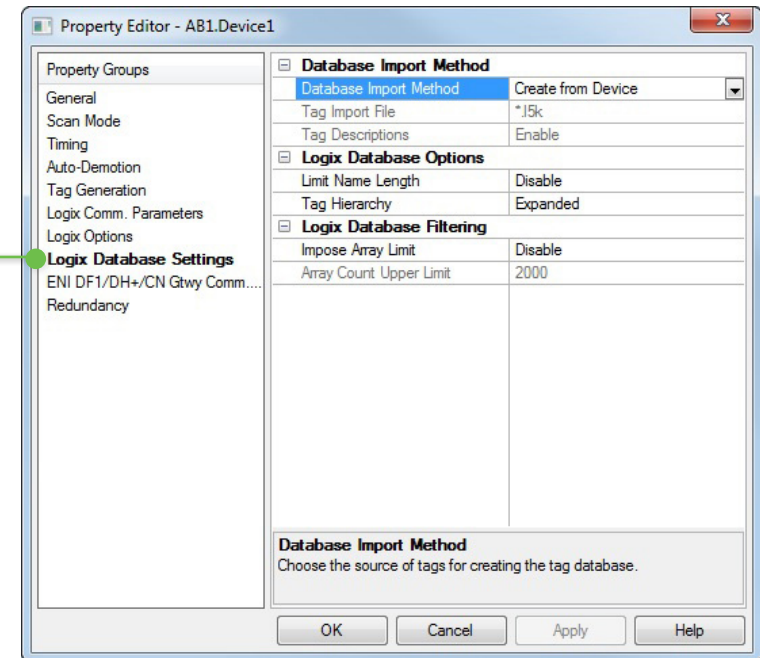 Property Editor - AB1.Device1
Property Groups
General
Scan Mode
Timing
Auto-Demotion
Tag Generation
Logix Comm. Parameters
Logix Options
Logix Database Settings
ENI DF1/DH+/CN Gtwy Comm....
Redundancy
Database Import Method
Database Import Method Create from Device
Tag Import File *.l5k
Tag Descriptions Enable
Logix Database Options
Limit Name Length Disable
Tag Hierarchy Expanded
Logix Database Filtering
Impose Array Limit Disable
Array Count Upper Limit 2000
Database Import Method
Choose the source of tags for creating the tag database.
OK Cancel Apply Help